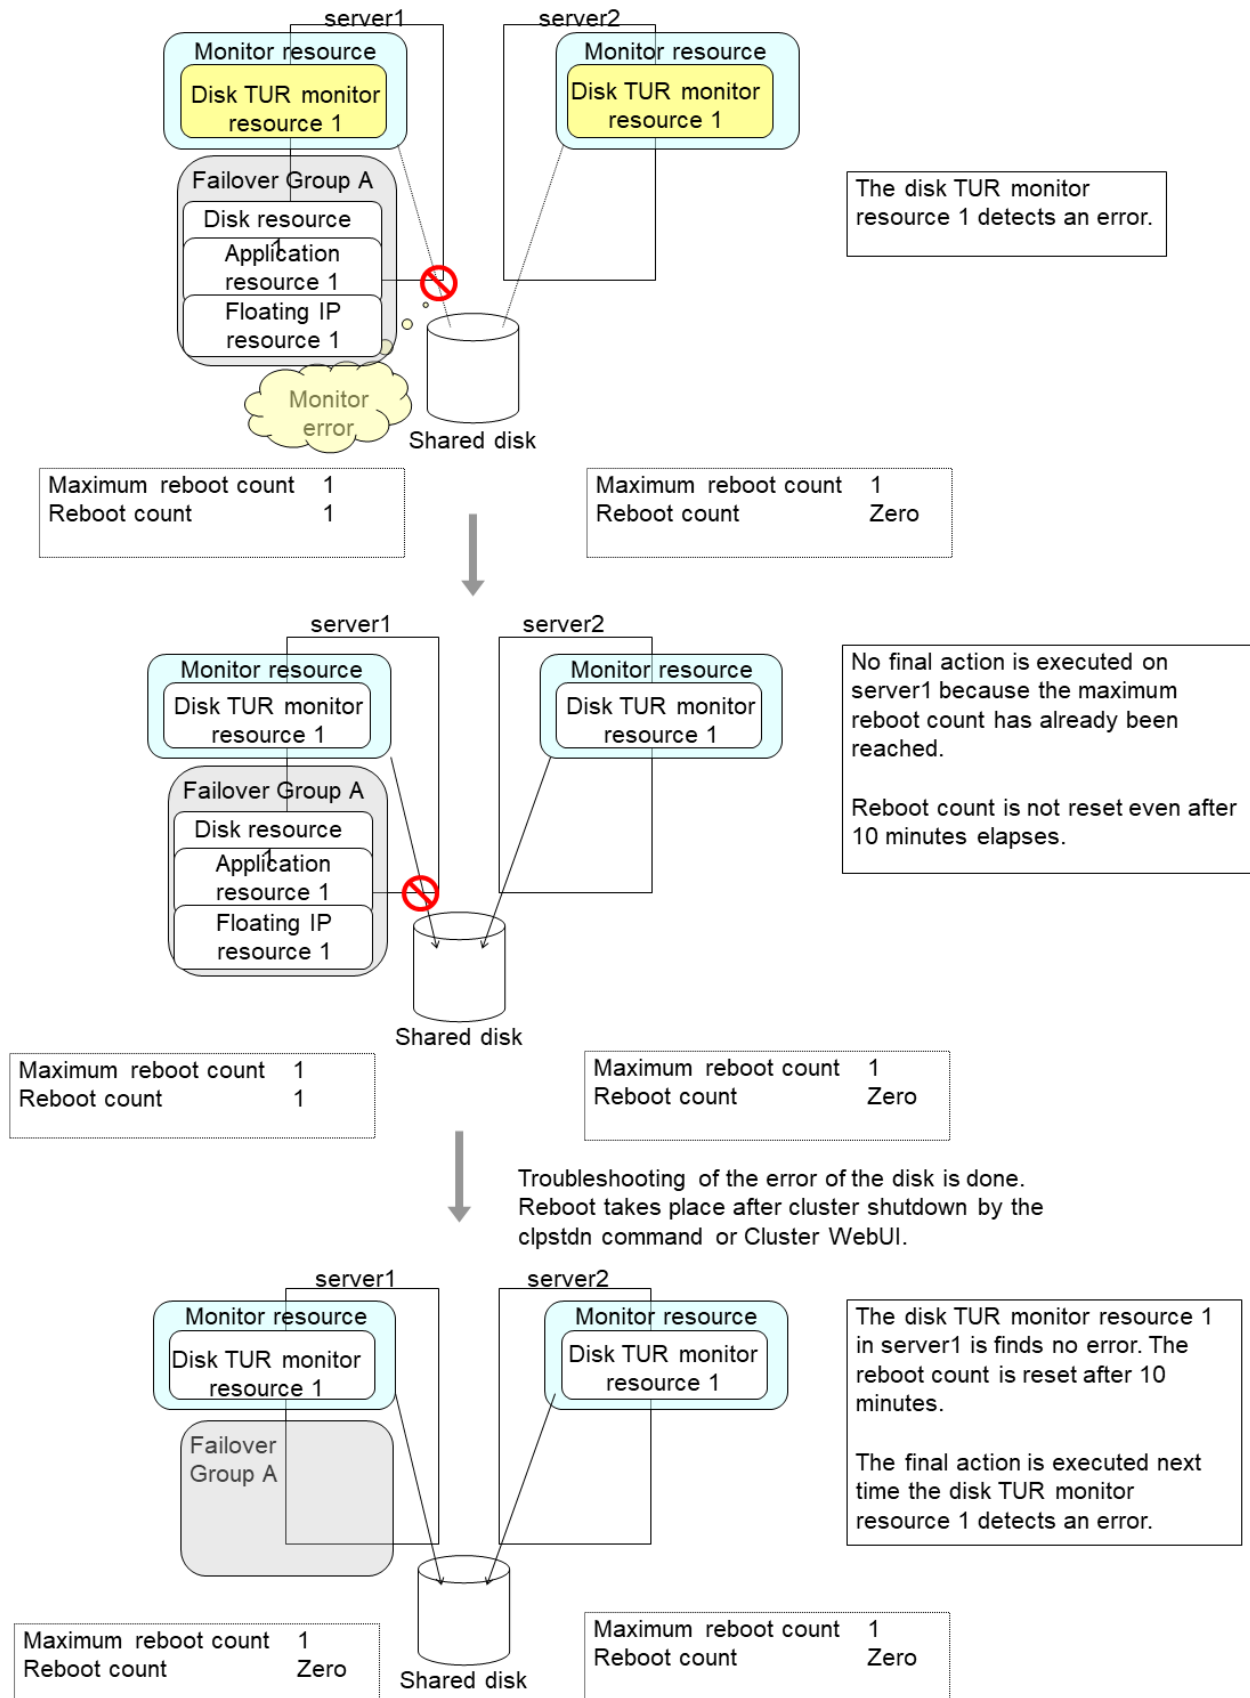 server1
server2
Monitor resource
Disk TUR monitor
resource 1
Monitor resource
Disk TUR monitor
resource 1
Failover Group A
Disk resource
1
Application
resource 1
Floating IP
resource 1
Monitor
error
Shared disk
The disk TUR monitor
resource 1 detects an error.
Maximum reboot count 1
Reboot count 1
Maximum reboot count 1
Reboot count Zero
server1
server2
Monitor resource
Disk TUR monitor
resource 1
Monitor resource
Disk TUR monitor
resource 1
Failover Group A
Disk resource
1
Application
resource 1
Floating IP
resource 1
Shared disk
No final action is executed on
server1 because the maximum
reboot count has already been
reached.
Reboot count is not reset even after
10 minutes elapses.
Maximum reboot count 1
Reboot count 1
Maximum reboot count 1
Reboot count Zero
Troubleshooting of the error of the disk is done.
Reboot takes place after cluster shutdown by the
clpstdn command or Cluster WebUI.
server1
server2
Monitor resource
Disk TUR monitor
resource 1
Monitor resource
Disk TUR monitor
resource 1
Failover
Group A
Shared disk
The disk TUR monitor resource 1
in server1 is finds no error. The
reboot count is reset after 10
minutes.
The final action is executed next
time the disk TUR monitor
resource 1 detects an error.
Maximum reboot count 1
Reboot count Zero
Maximum reboot count 1
Reboot count Zero